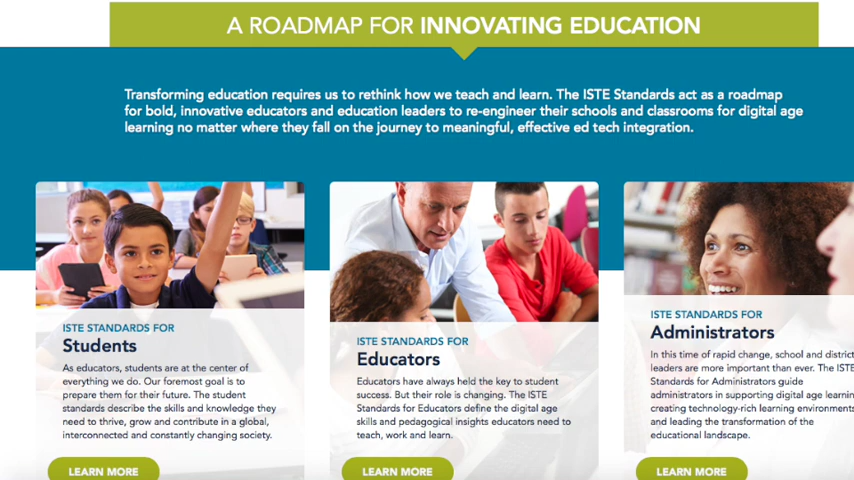 A ROADMAP FOR INNOVATING EDUCATION
Transforming education requires us to rethink how we teach and learn. The ISTE Standards act as a roadmap
for bold, innovative educators and education leaders to re-engineer their schools and classrooms for digital age
learning no matter where they fall on the journey to meaningful, effective ed tech integration.
ISTE STANDARDS FOR
Students
As educators, students are at the center of
everything we do. Our foremost goal is to
prepare them for their future. The student
standards describe the skills and knowledge they
need to thrive, grow and contribute in a global,
interconnected and constantly changing society.
LEARN MORE
ISTE STANDARDS FOR
Educators
Educators have always held the key to student
success. But their role is changing. The ISTE
Standards for Educators define the digital age
skills and pedagogical insights educators need to
teach, work and learn.
LEARN MORE
ISTE STANDARDS FOR
Administrators
In this time of rapid change, school and district
leaders are more important than ever. The ISTE
Standards for Administrators guide
administrators in supporting digital age learnin
creating technology-rich learning environments
and leading the transformation of the
educational landscape.
LEARN MORE